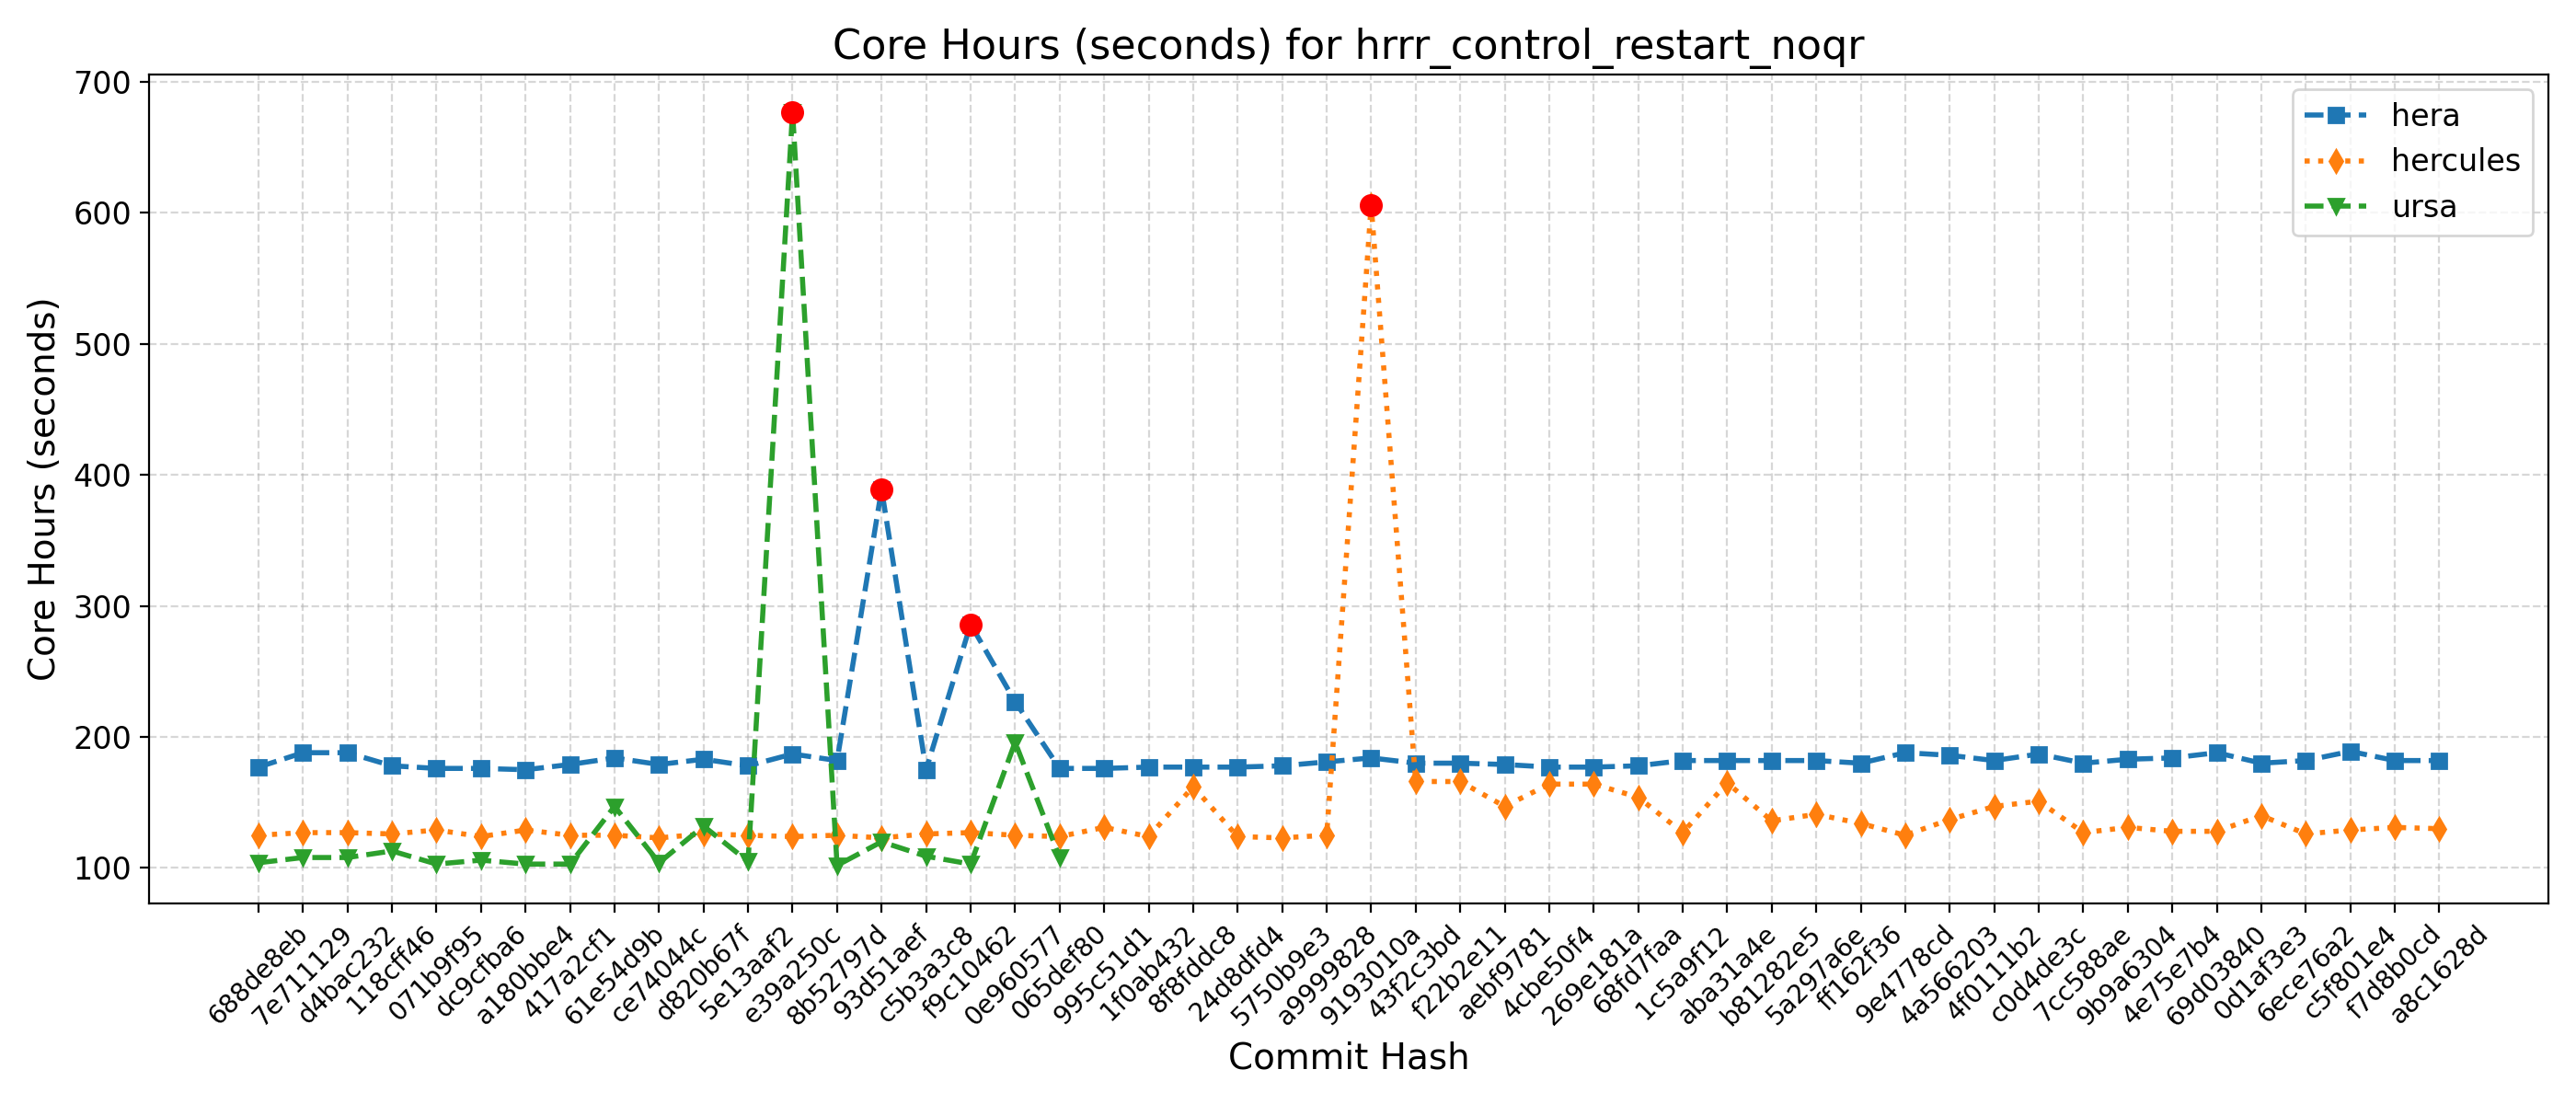 Core Hours (seconds) for hrrr_control_restart_noqr
700
600
500
400
300
200
100
Core Hours (seconds)
hera
hercules
ursa
688de8eb
7e711129
d4bac232
118cff46
071b9f95
dc9cfba6
a180bbe4
417a2cf1
61e54d9b
ce74044c
d820b67f
5e13aaf2
e39a250c
8b52797d
93d51aef
c5b3a3c8
f9c10462
0e960577
065def80
995c51d1
1f0ab432
8f8fddc8
24d8dfd4
5750b9e3
a9999828
9193010a
43f2c3bd
f22b2e11
aebf9781
4cbe50f4
269e181a
68fd7faa
1c5a9f12
aba31a4e
b81282e5
5a297a6e
ff162f36
9e4778cd
4a566203
4f0111b2
c0d4de3c
7cc588ae
9b9a6304
4e75e7b4
69d03840
0d1af3e3
6ece76a2
c5f801e4
f7d8b0cd
a8c1628d
Commit Hash